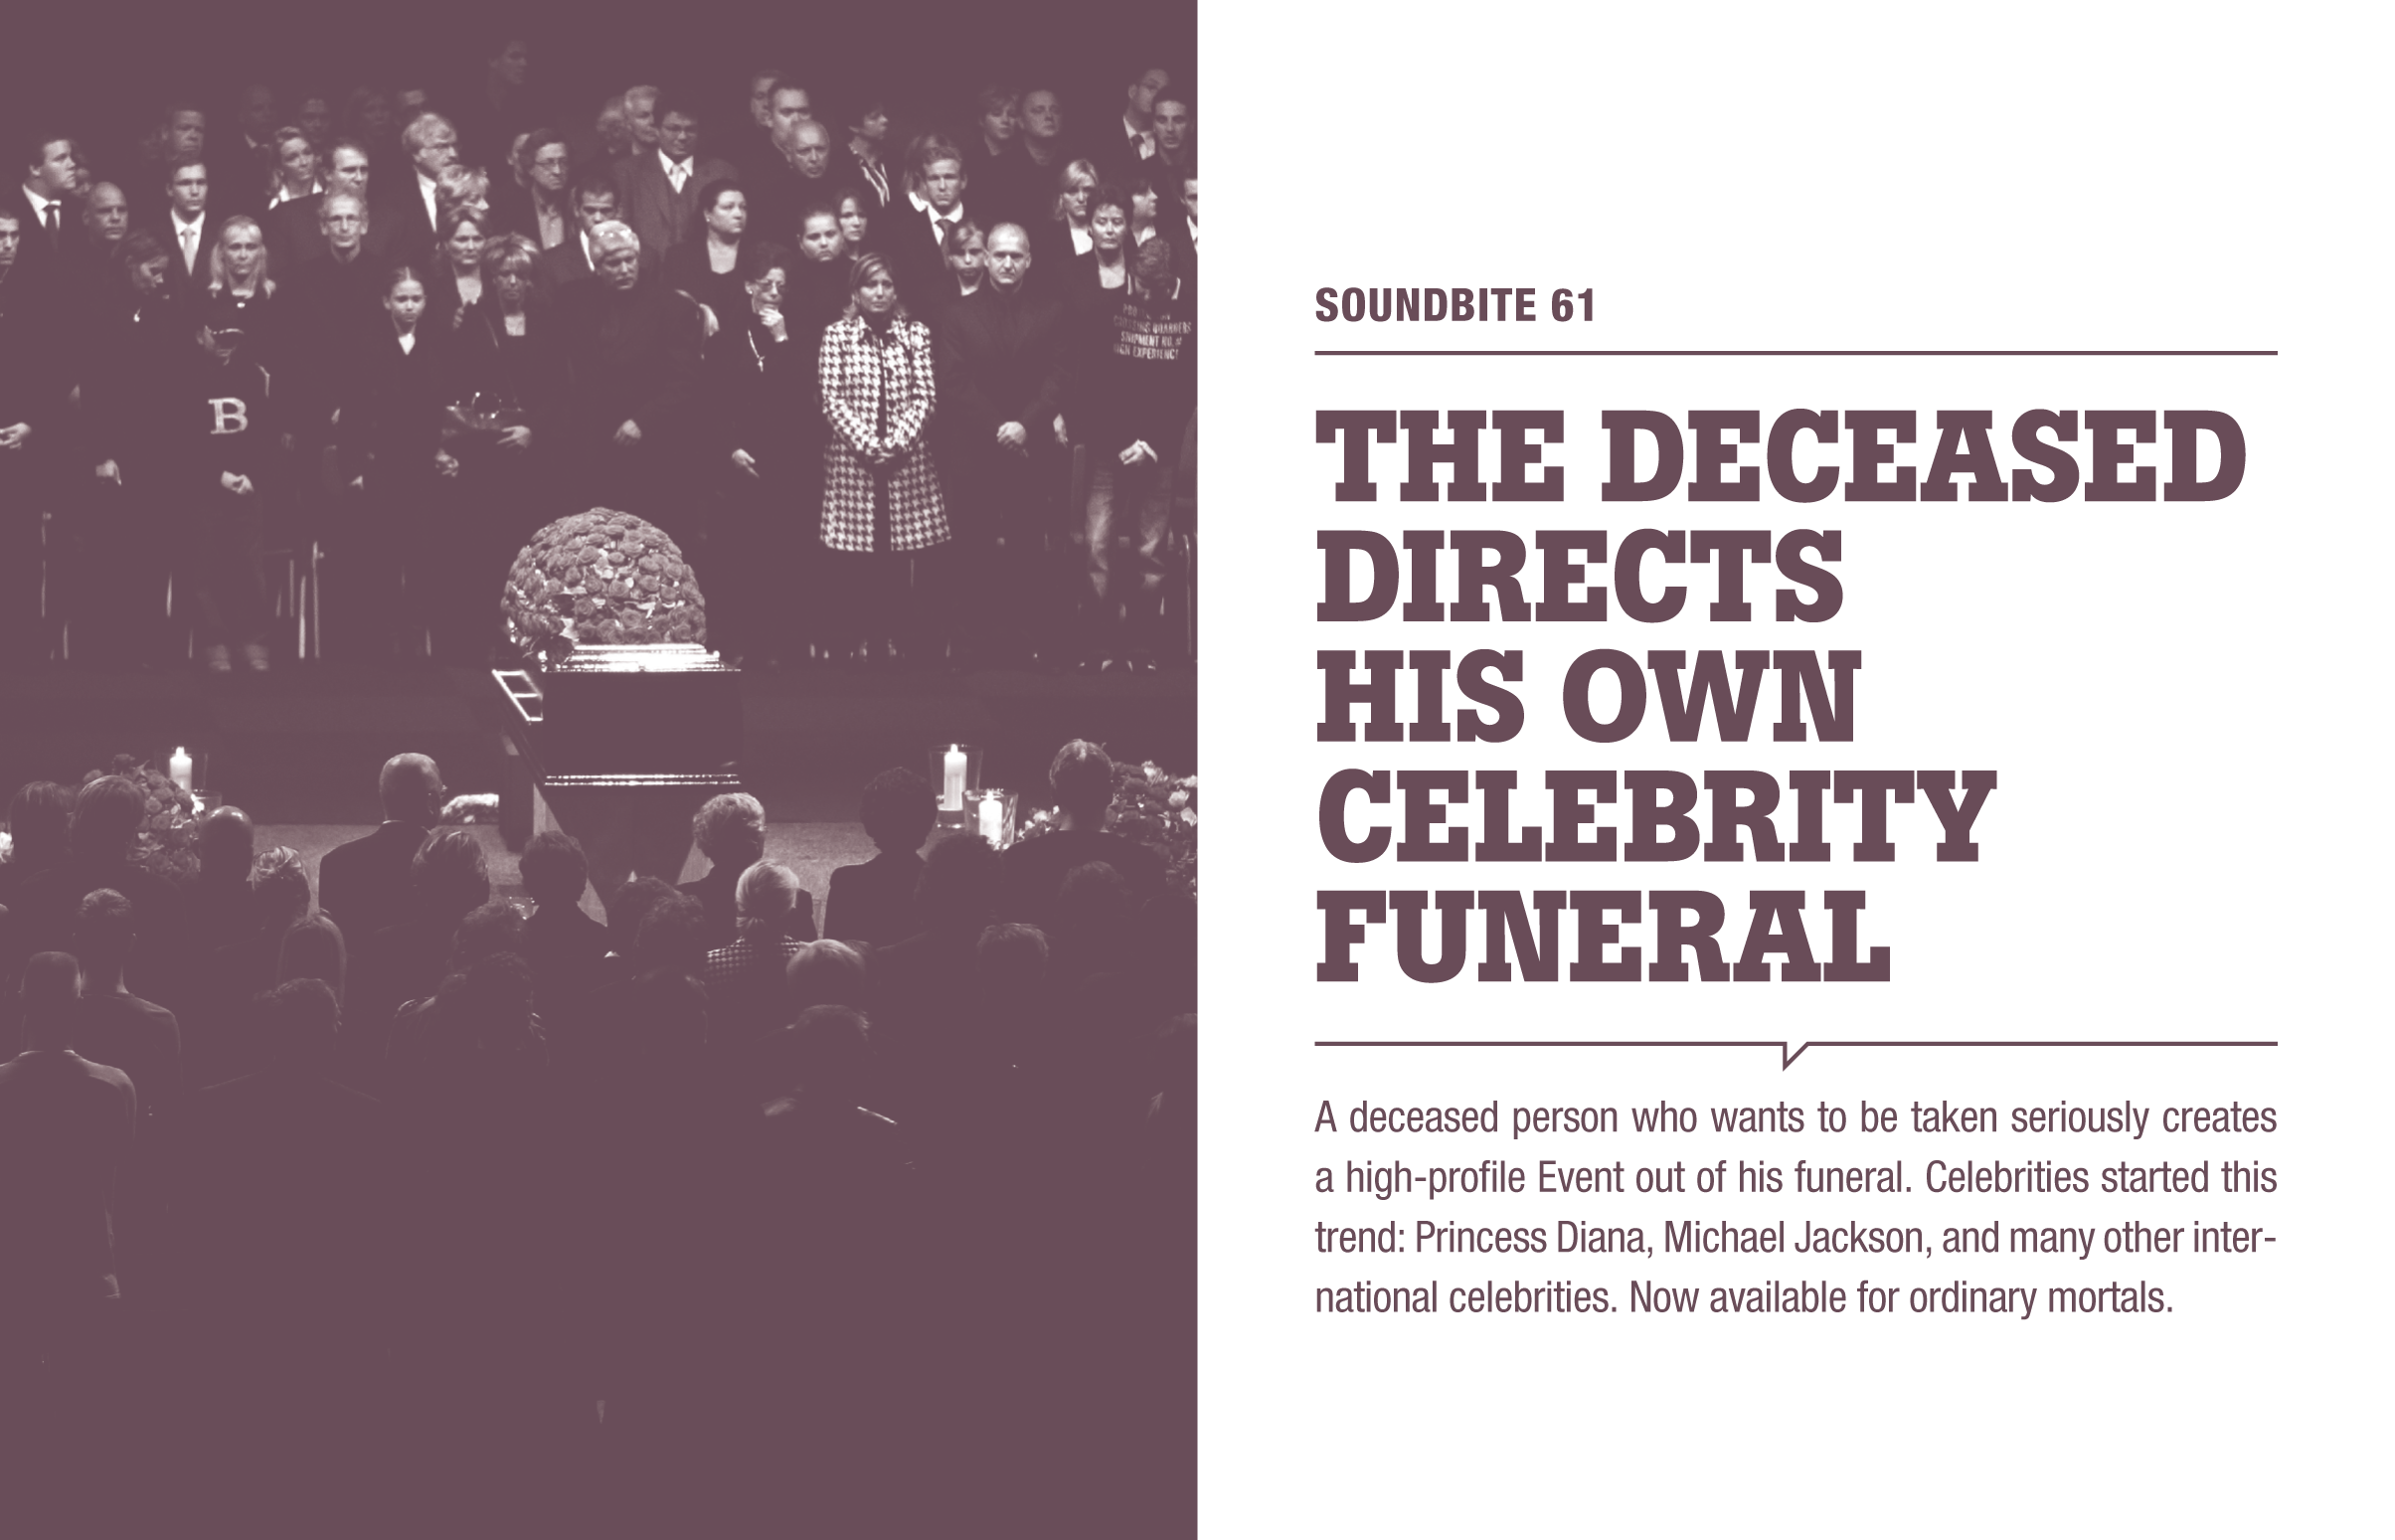 B
SOUNDBITE 61
THE DECEASED
DIRECTS
HIS OWN
CELEBRITY
FUNERAL
A deceased person who wants to be taken seriously creates
a high-profile Event out of his funeral. Celebrities started this
trend: Princess Diana, Michael Jackson, and many other inter-
national celebrities. Now available for ordinary mortals.